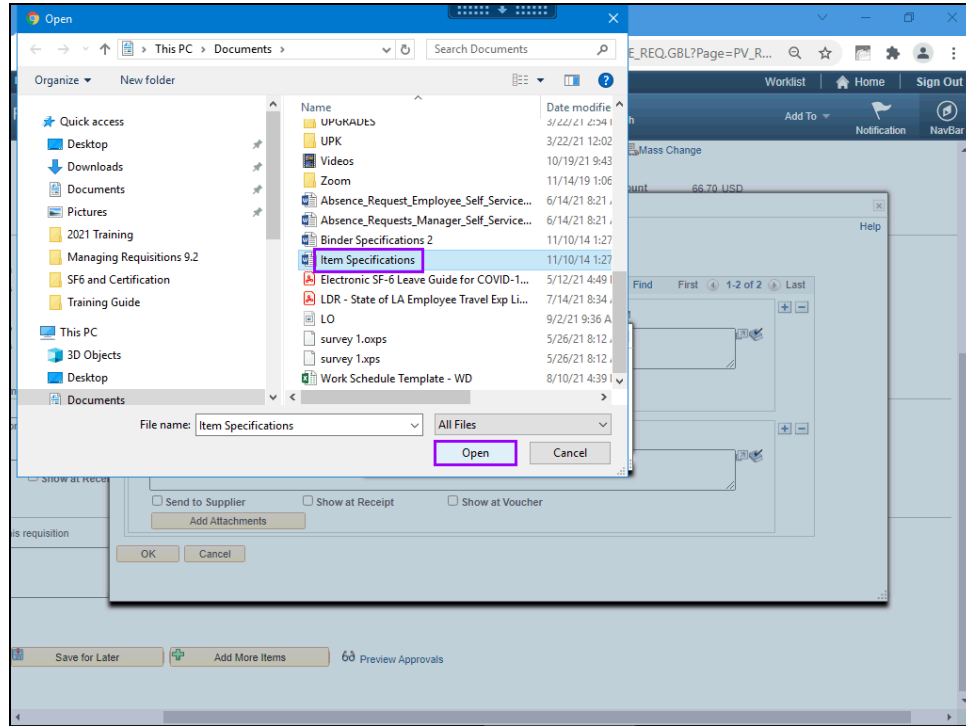 Open
This PC > Documents >
Search Documents
E_REQ.GBL?Page=PV_R...
Organize
New folder
Worklist
Home
Sign Out
Add To
Notification
NavBar
Name
Date modifie
Quick access
Desktop
Downloads
Documents
Pictures
2021 Training
Managing Requisitions 9.2
SF6 and Certification
Training Guide
This PC
3D Objects
Desktop
Documents
UPGRADES 3/22/21 2:54
UPK 3/22/21 12:02
Videos 10/19/21 9:43
Zoom 11/14/19 1:06
Absence_Request_Employee_Self_Service... 6/14/21 8:21
Absence_Requests_Manager_Self_Service... 6/14/21 8:21
Binder Specifications 2 11/10/14 1:27
Item Specifications 11/10/14 1:27
Electronic SF-6 Leave Guide for COVID-1... 5/12/21 4:49
LDR - State of LA Employee Travel Exp Li... 7/14/21 8:34
LO 9/2/21 9:36 A
survey 1.oxps 5/26/21 8:12
survey 1.xps 5/26/21 8:12
Work Schedule Template - WD 8/10/21 4:39
File name: Item Specifications
All Files
Open
Cancel
Mass Change
ount 66.70 USD
Help
Find First 1-2 of 2 Last
Show at Recei
Send to Supplier
Show at Receipt
Show at Voucher
Add Attachments
is requisition
OK
Cancel
Save for Later
Add More Items
Preview Approvals